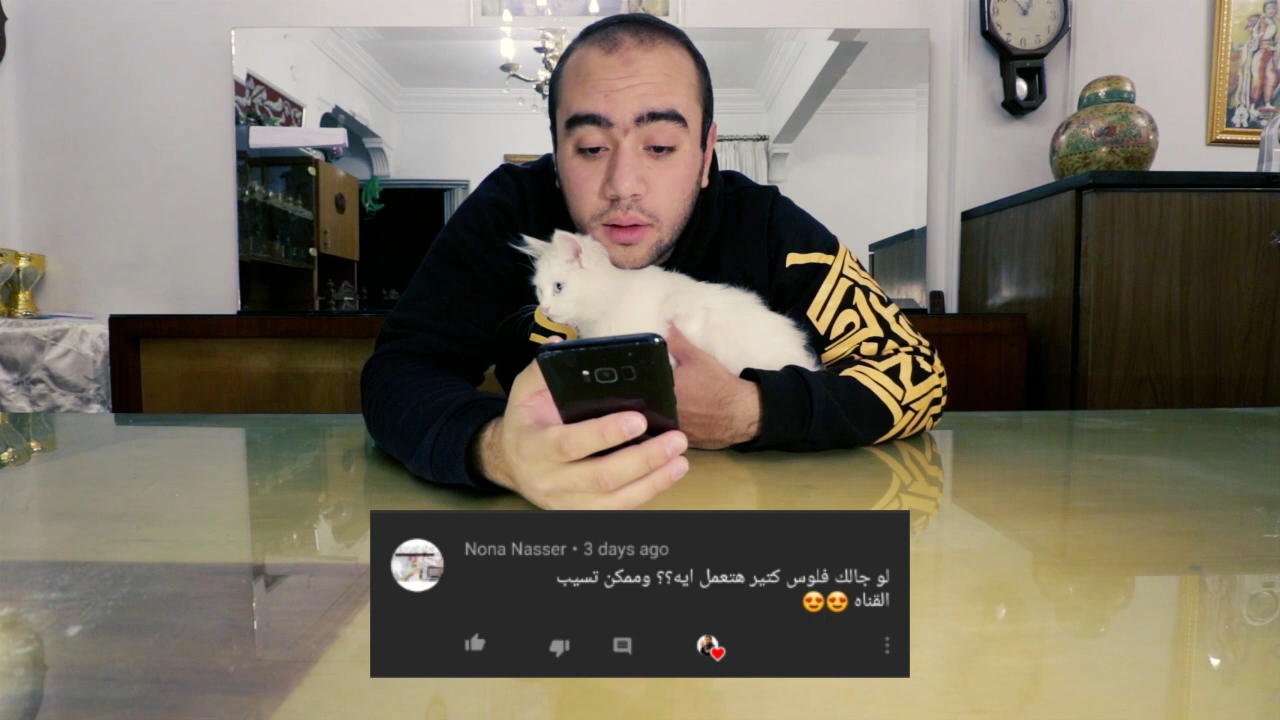 Nona Nasser • 3 days ago
لو جالك فلوس كتير هتعمل ايه؟؟ وممكن تسيب
القناه 😍😍